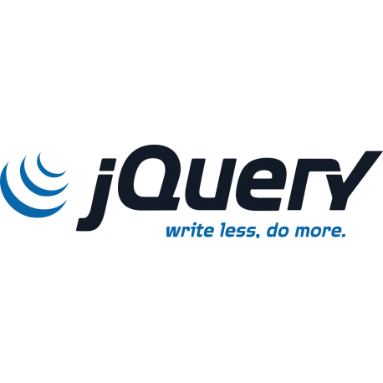 jQuery
write less, do more.